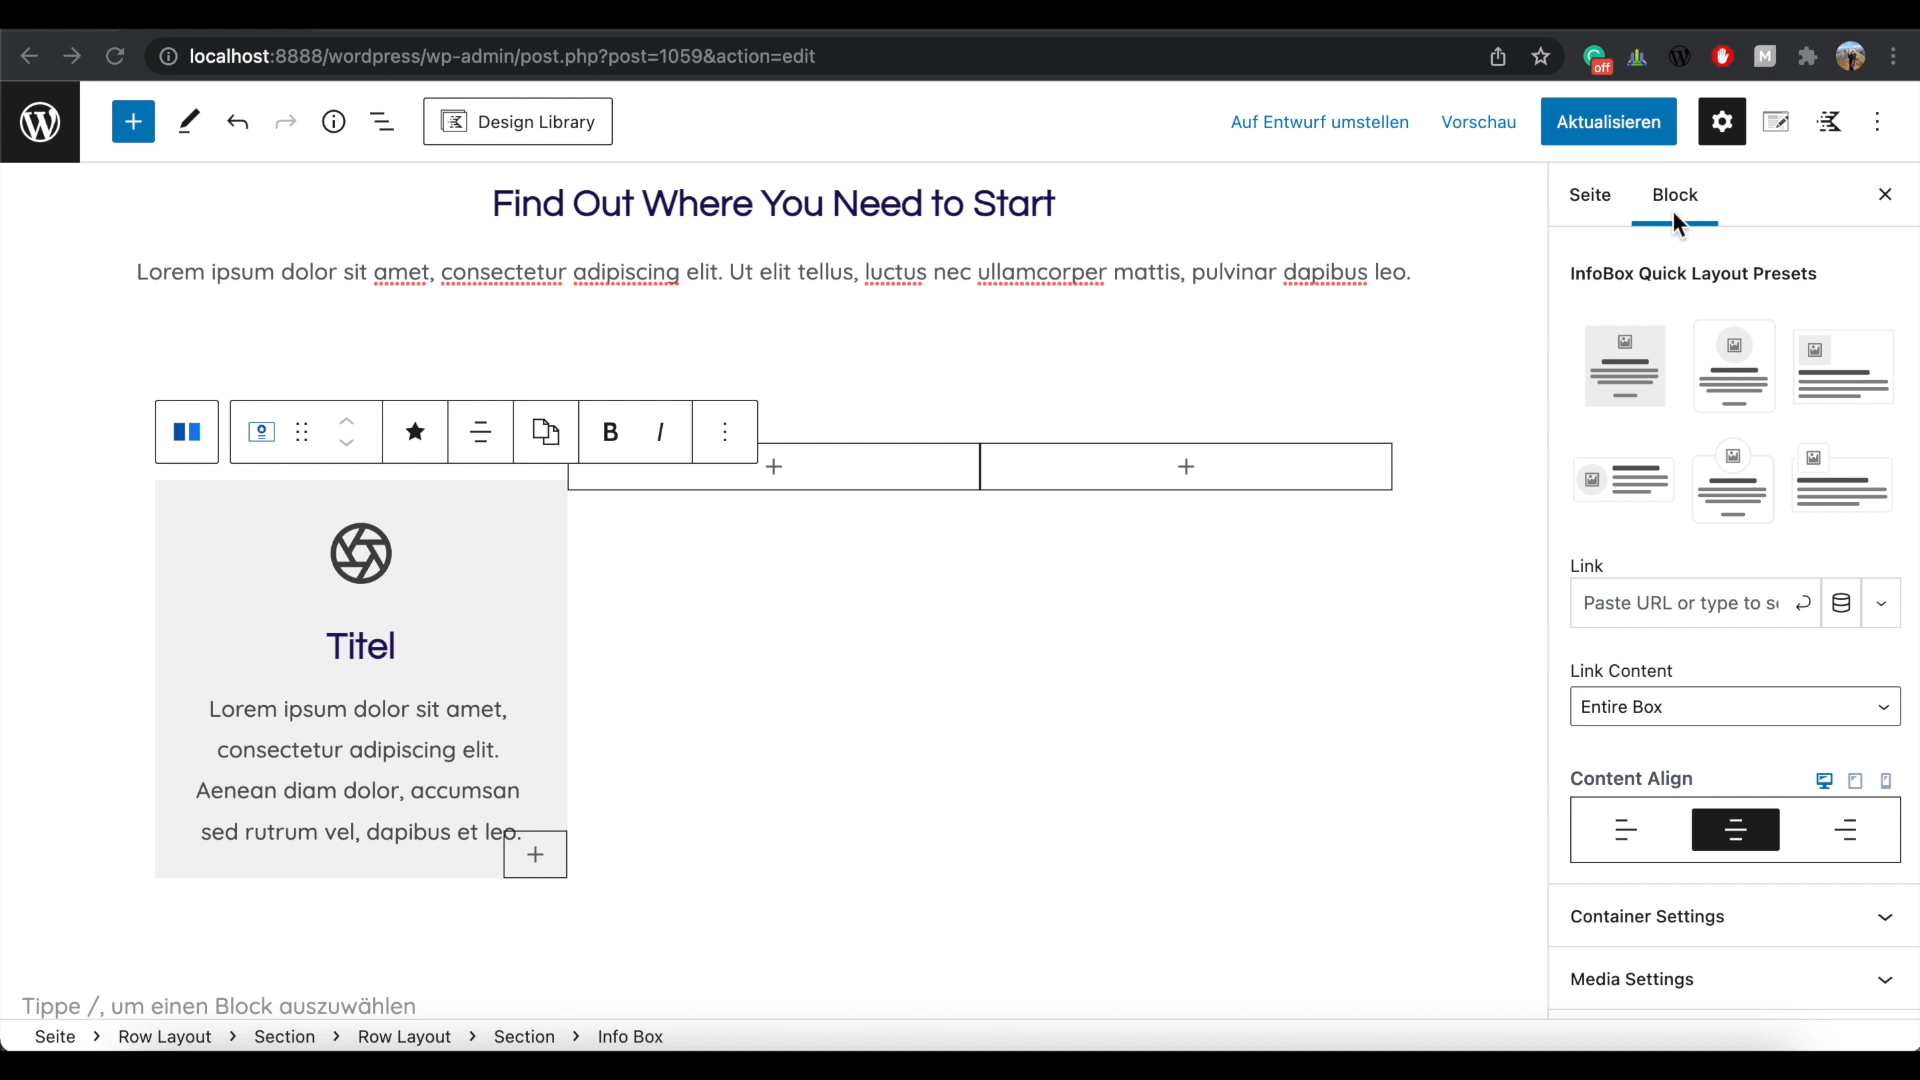 localhost:8888/wordpress/wp-admin/post.php?post=1059&action=edit
off
M
Design Library
Auf Entwurf umstellen
Vorschau
Aktualisieren
Seite
Block
Find Out Where You Need to Start
Lorem ipsum dolor sit amet, consectetur adipiscing elit. Ut elit tellus, luctus nec ullamcorper mattis, pulvinar dapibus leo.
B
I
Titel
Lorem ipsum dolor sit amet,
consectetur adipiscing elit.
Aenean diam dolor, accumsan
sed rutrum vel, dapibus et leo.
InfoBox Quick Layout Presets
Link
Paste URL or type to s
Link Content
Entire Box
Content Align
Container Settings
Media Settings
Tippe /, um einen Block auszuwählen
Seite > Row Layout > Section > Row Layout > Section > Info Box